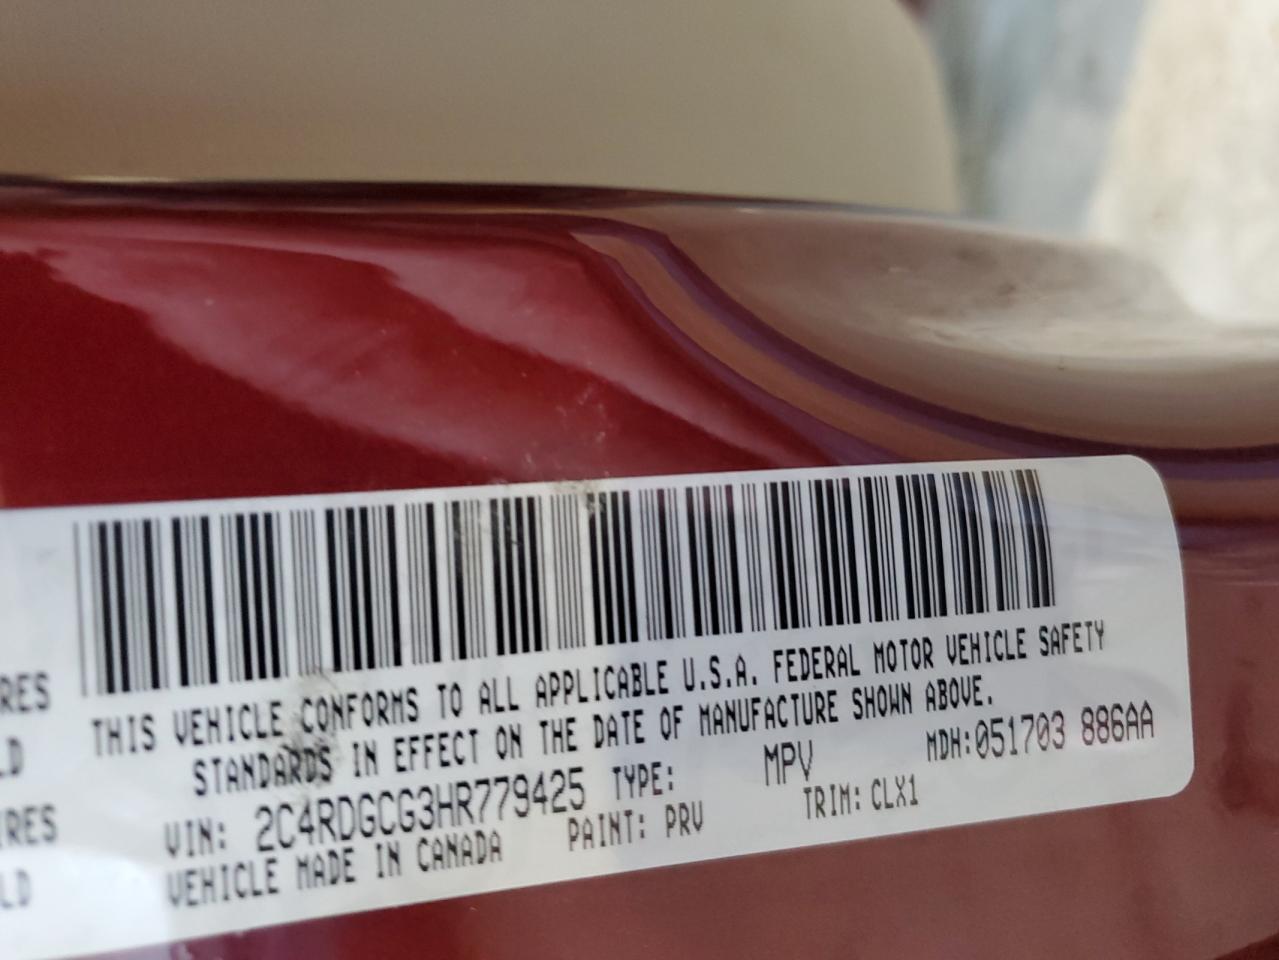 RES
LD
RES
LD
THIS VEHICLE CONFORMS TO ALL APPLICABLE U.S.A. FEDERAL MOTOR VEHICLE SAFETY
STANDARDS IN EFFECT ON THE DATE OF MANUFACTURE SHOWN ABOVE.
VIN: 2C4RDGCG3HR779425 TYPE: MPV MDH:051703 886AA
VEHICLE MADE IN CANADA PAINT: PRV TRIM: CLX1